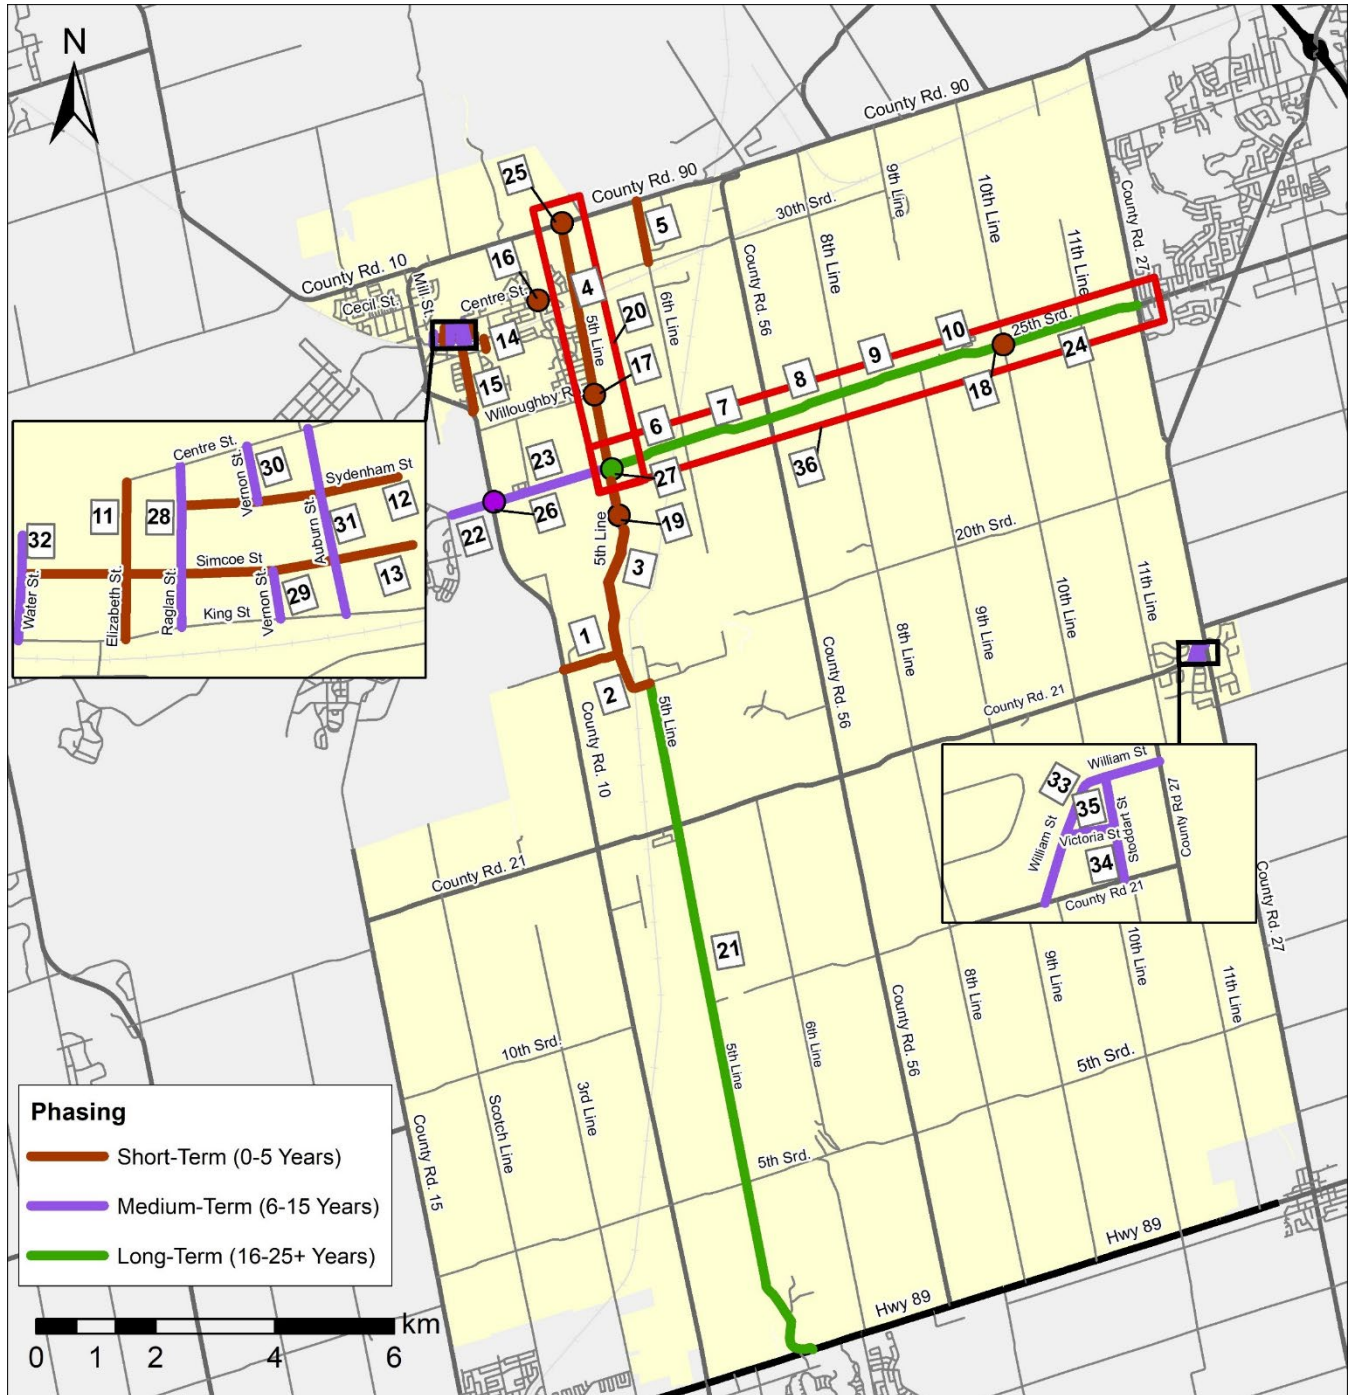 N
County Rd. 90
25
County Rd. 90
9th Line
10th Line
County Rd. 27
30th Srd.
5
16
11th Line
8th Line
County Rd. 56
County Rd. 10
Mill St.
Centre St.
Cecil St.
4
20
6th Line
5th Line
14
17
15
10
25th Srd.
9
24
8
18
7
Willoughby R
6
36
23
27
26
22
19
5th Line
3
20th Srd.
Centre St.
Vernon St.
30
Sydenham St
11
28
12
31
32
Auburn St.
Simcoe St
13
Water St.
Elizabeth St.
Raglan St.
Vernon St.
29
King St
11th Line
10th Line
9th Line
8th Line
County Rd. 56
1
2
5th Line
County Rd. 10
County Rd. 21
William St
33
35
Stoddart St
County Rd 27
William St
Victoria St
34
County Rd 21
County Rd. 21
County Rd. 27
21
10th Line
9th Line
8th Line
11th Line
County Rd. 56
6th Line
5th Line
10th Srd.
5th Srd.
3rd Line
Scotch Line
County Rd. 15
5th Srd.
Hwy 89
Hwy 89
Phasing
Short-Term (0-5 Years)
Medium-Term (6-15 Years)
Long-Term (16-25+ Years)
km
0 1 2 4 6